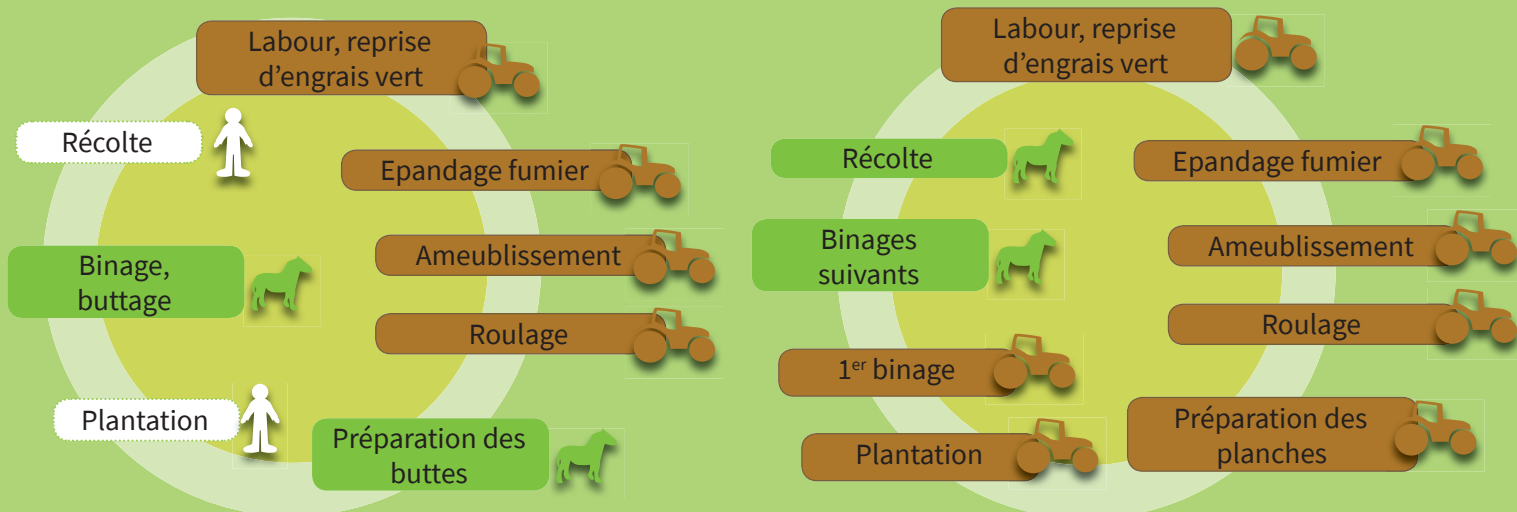 Labour, reprise
d'engrais vert
Récolte
Epandage fumier
Ameublissement
Binage,
buttage
Roulage
Plantation
Préparation des
buttes
Labour, reprise
d'engrais vert
Récolte
Epandage fumier
Binages
suivants
Ameublissement
Roulage
1er binage
Préparation des
planches
Plantation